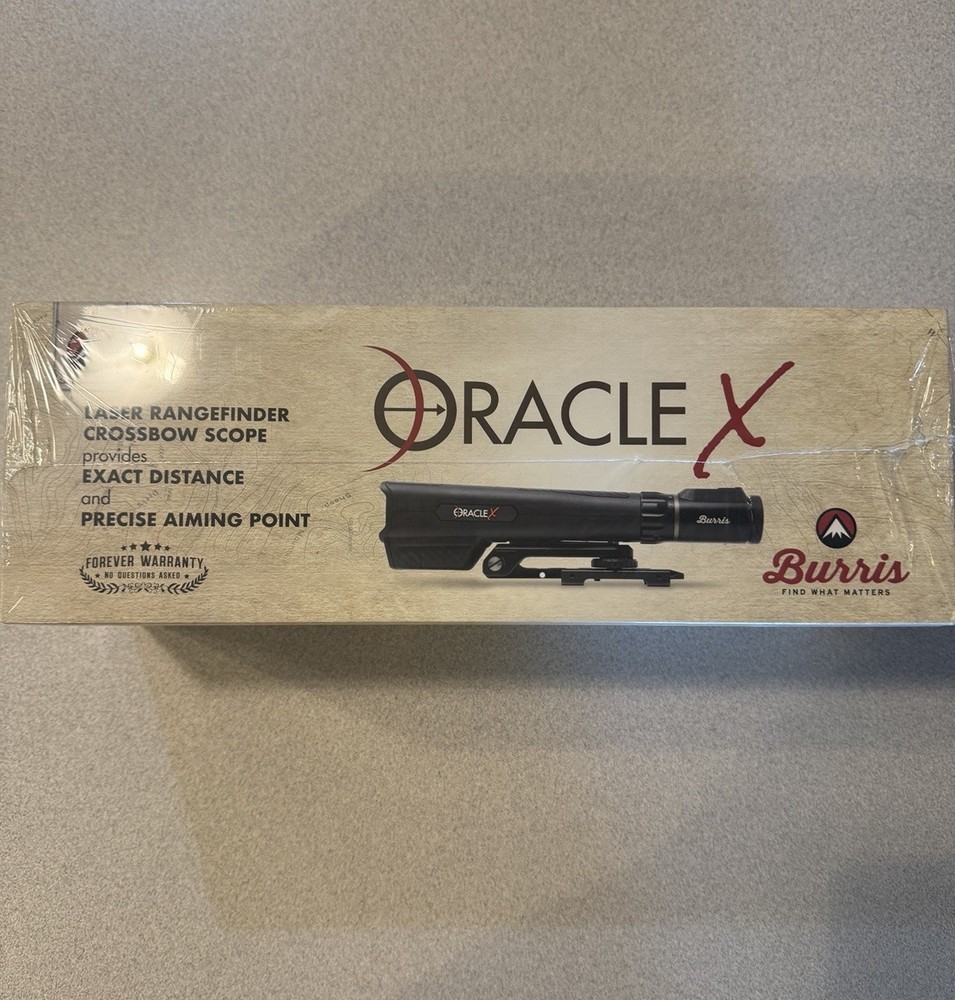 ORACLE X
LASER RANGEFINDER
CROSSBOW SCOPE
provides
EXACT DISTANCE
and
PRECISE AIMING POINT
FOREVER WARRANTY
NO QUESTIONS ASKED
ORACLEX
Burris
Burris
FIND WHAT MATTERS